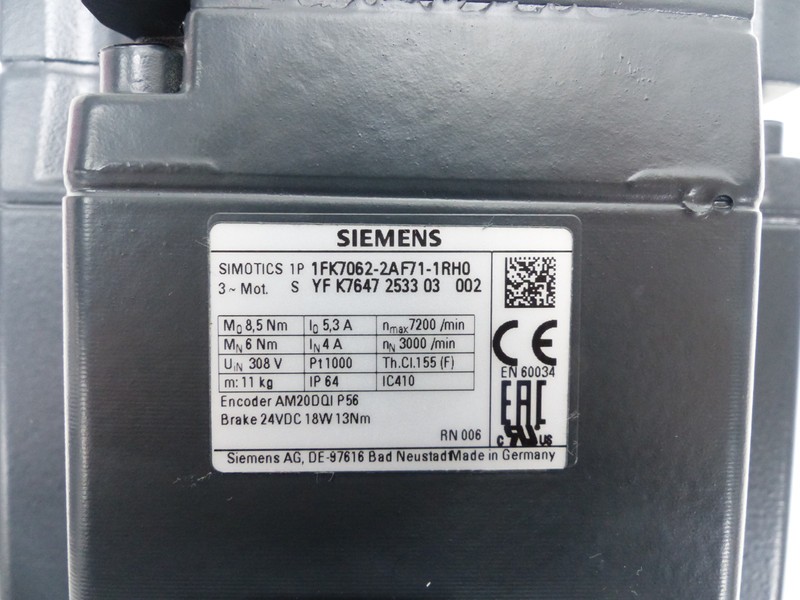 SIEMENS
SIMOTICS 1P 1FK7062-2AF71-1RH0
3~ Mot. S YF K7647 2533 03 002
M0 8,5 Nm I0 5,3 A nmax7200 /min
MN 6 Nm IN 4 A nN 3000 /min
UiN 308 V P11000 Th.Cl.155 (F)
m: 11 kg IP 64 IC410
CE
EN 60034
Encoder AM20DQI P56
Brake 24VDC 18W 13Nm
EAC
RN 006
c RU US
Siemens AG, DE-97616 Bad Neustadt Made in Germany